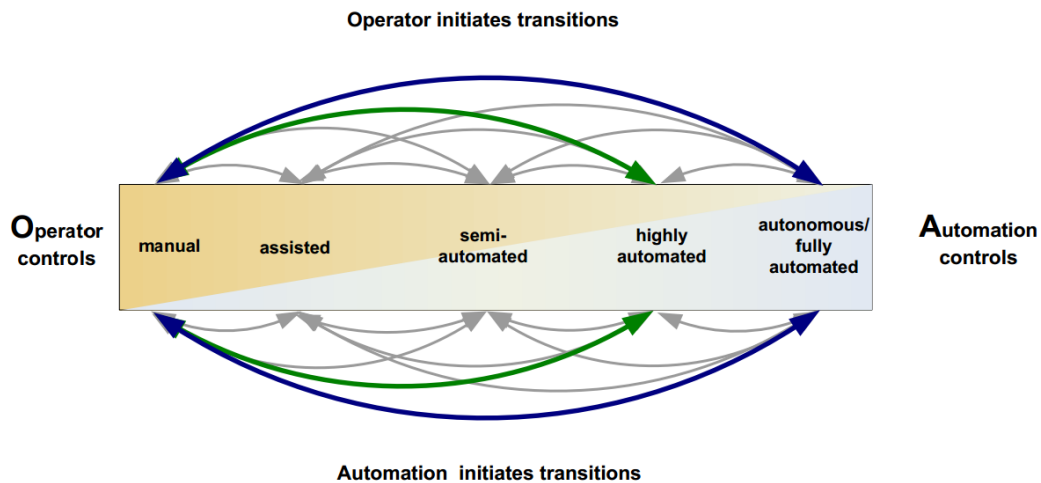 Operator initiates transitions
Operator
controls
manual
assisted
semi-
automated
highly
automated
autonomous/
fully
automated
Automation
controls
Automation initiates transitions